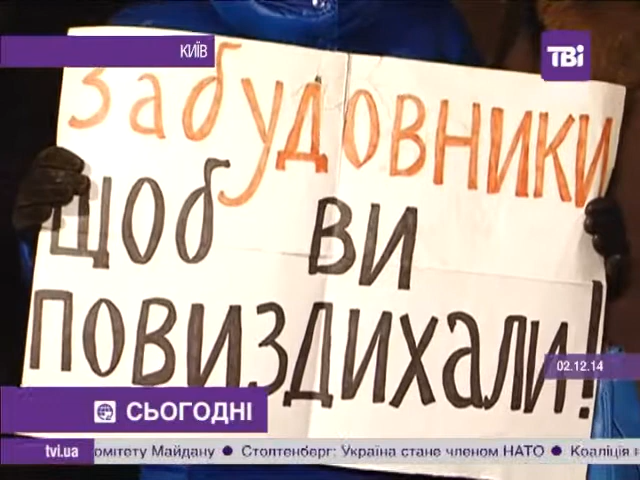 КИЇВ
ТВі
Забудовники
щоб ви
повиздихали!
02.12.14
СЬОГОДНІ
tvi.ua омітету Майдану ● Столтенберг: Україна стане членом НАТО ● Коаліція н